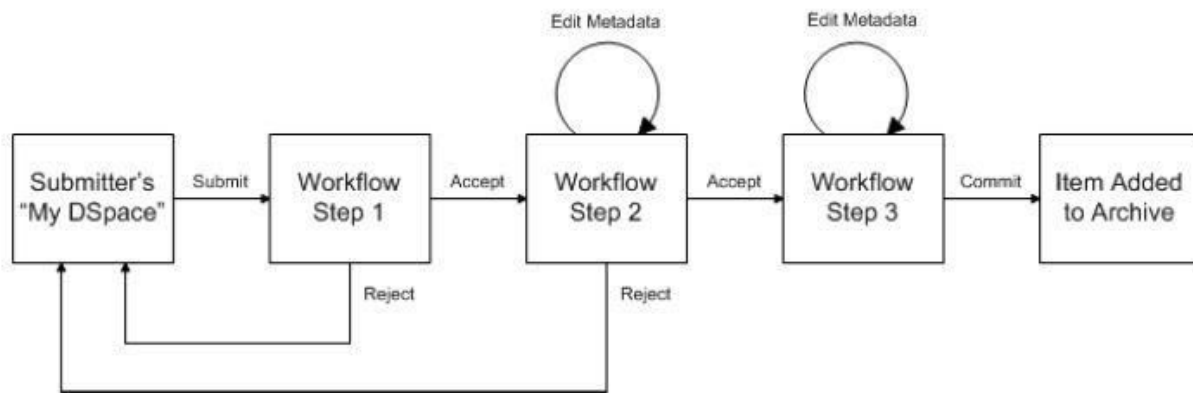 Edit Metadata
Edit Metadata
Submitter's
"My DSpace"
Submit
Workflow
Step 1
Accept
Workflow
Step 2
Accept
Workflow
Step 3
Commit
Item Added
to Archive
Reject
Reject